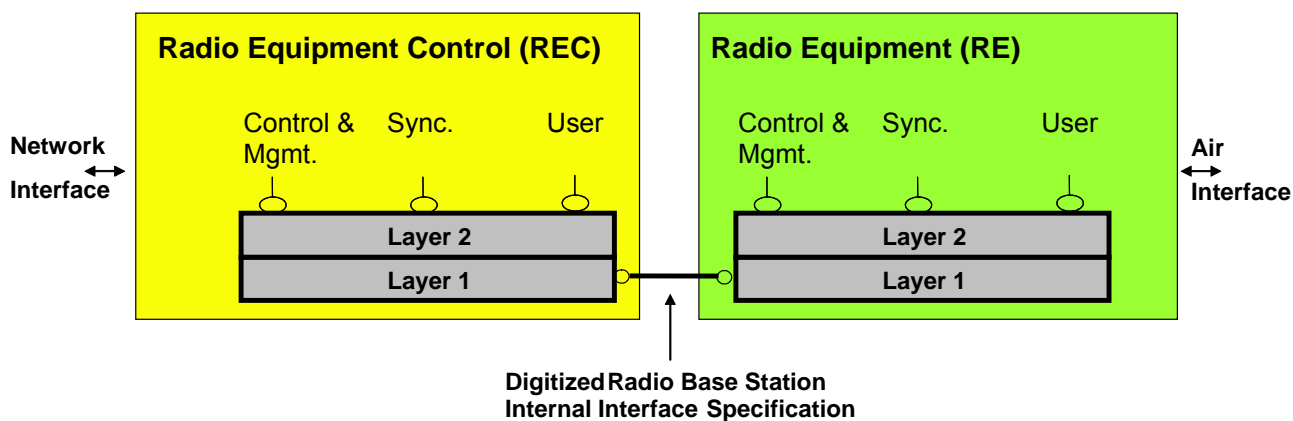 Radio Equipment Control (REC)
Radio Equipment (RE)
Control &
Mgmt.
Sync.
User
Control &
Mgmt.
Sync.
User
Network
Interface
Air
Interface
Layer 2
Layer 1
Layer 2
Layer 1
Digitized Radio Base Station
Internal Interface Specification